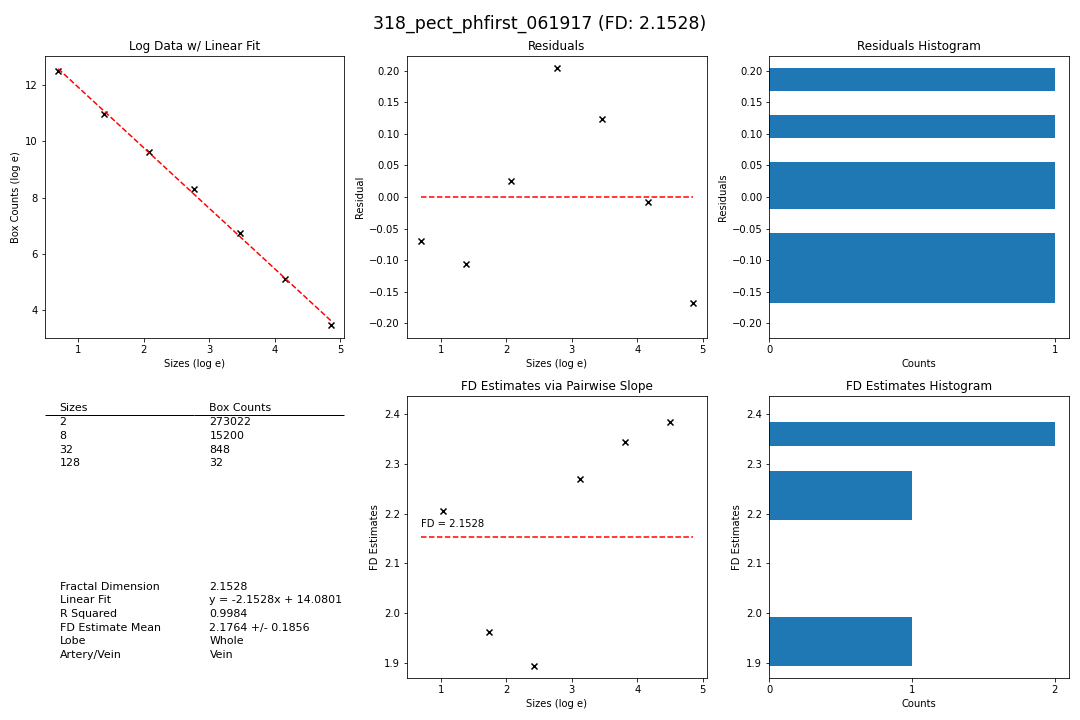 318_pect_phfirst_061917 (FD: 2.1528)
Log Data w/ Linear Fit
Box Counts (log e)
12
10
8
6
4
1 2 3 4 5
Sizes (log e)
Residuals
Residual
0.20
0.15
0.10
0.05
0.00
−0.05
−0.10
−0.15
−0.20
1 2 3 4 5
Sizes (log e)
Residuals Histogram
Residuals
0.20
0.15
0.10
0.05
0.00
−0.05
−0.10
−0.15
−0.20
0 1
Counts
Sizes Box Counts
2 273022
8 15200
32 848
128 32
Fractal Dimension 2.1528
Linear Fit y = -2.1528x + 14.0801
R Squared 0.9984
FD Estimate Mean 2.1764 +/- 0.1856
Lobe Whole
Artery/Vein Vein
FD Estimates via Pairwise Slope
FD Estimates
2.4
2.3
2.2
2.1
2.0
1.9
FD = 2.1528
1 2 3 4 5
Sizes (log e)
FD Estimates Histogram
FD Estimates
2.4
2.3
2.2
2.1
2.0
1.9
0 1 2
Counts